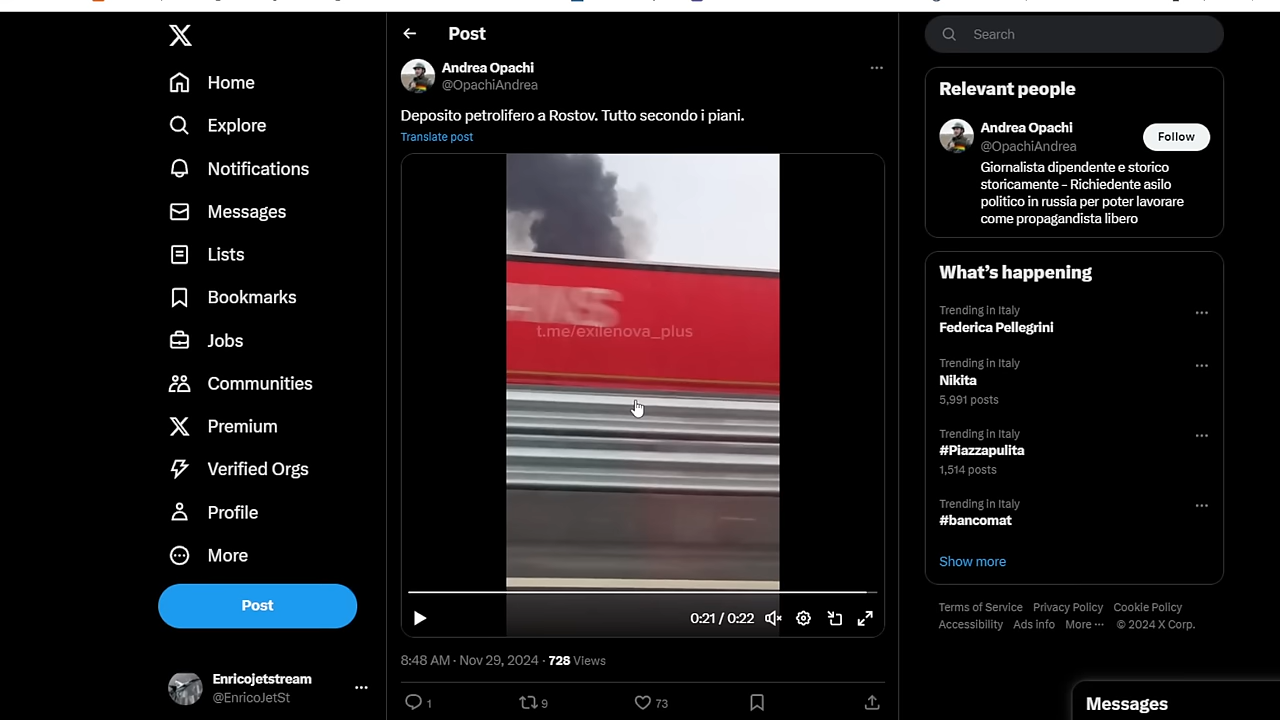 Post
Home
Explore
Notifications
Messages
Lists
Bookmarks
Jobs
Communities
Premium
Verified Orgs
Profile
More
Post
Enricojetstream
@EnricoJetSt
Andrea Opachi
@OpachiAndrea
Deposito petrolifero a Rostov. Tutto secondo i piani.
Translate post
t.me/exilenova_plus
0:21 / 0:22
8:48 AM · Nov 29, 2024 · 728 Views
1
9
73
Search
Relevant people
Andrea Opachi
@OpachiAndrea
Follow
Giornalista dipendente e storico
storicamente - Richiedente asilo
politico in russia per poter lavorare
come propagandista libero
What's happening
Trending in Italy
Federica Pellegrini
Trending in Italy
Nikita
5,991 posts
Trending in Italy
#Piazzapulita
1,514 posts
Trending in Italy
#bancomat
Show more
Terms of Service Privacy Policy Cookie Policy
Accessibility Ads info More ··· © 2024 X Corp.
Messages